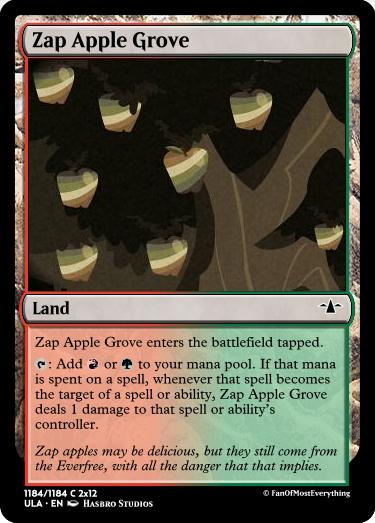 Zap Apple Grove
Land
Zap Apple Grove enters the battlefield tapped.
: Add or to your mana pool. If that mana
is spent on a spell, whenever that spell becomes
the target of a spell or ability, Zap Apple Grove
deals 1 damage to that spell or ability's
controller.
Zap apples may be delicious, but they still come from
the Everfree, with all the danger that that implies.
1184/1184 C 2x12
ULA • EN Hasbro Studios
© FanOfMostEverything